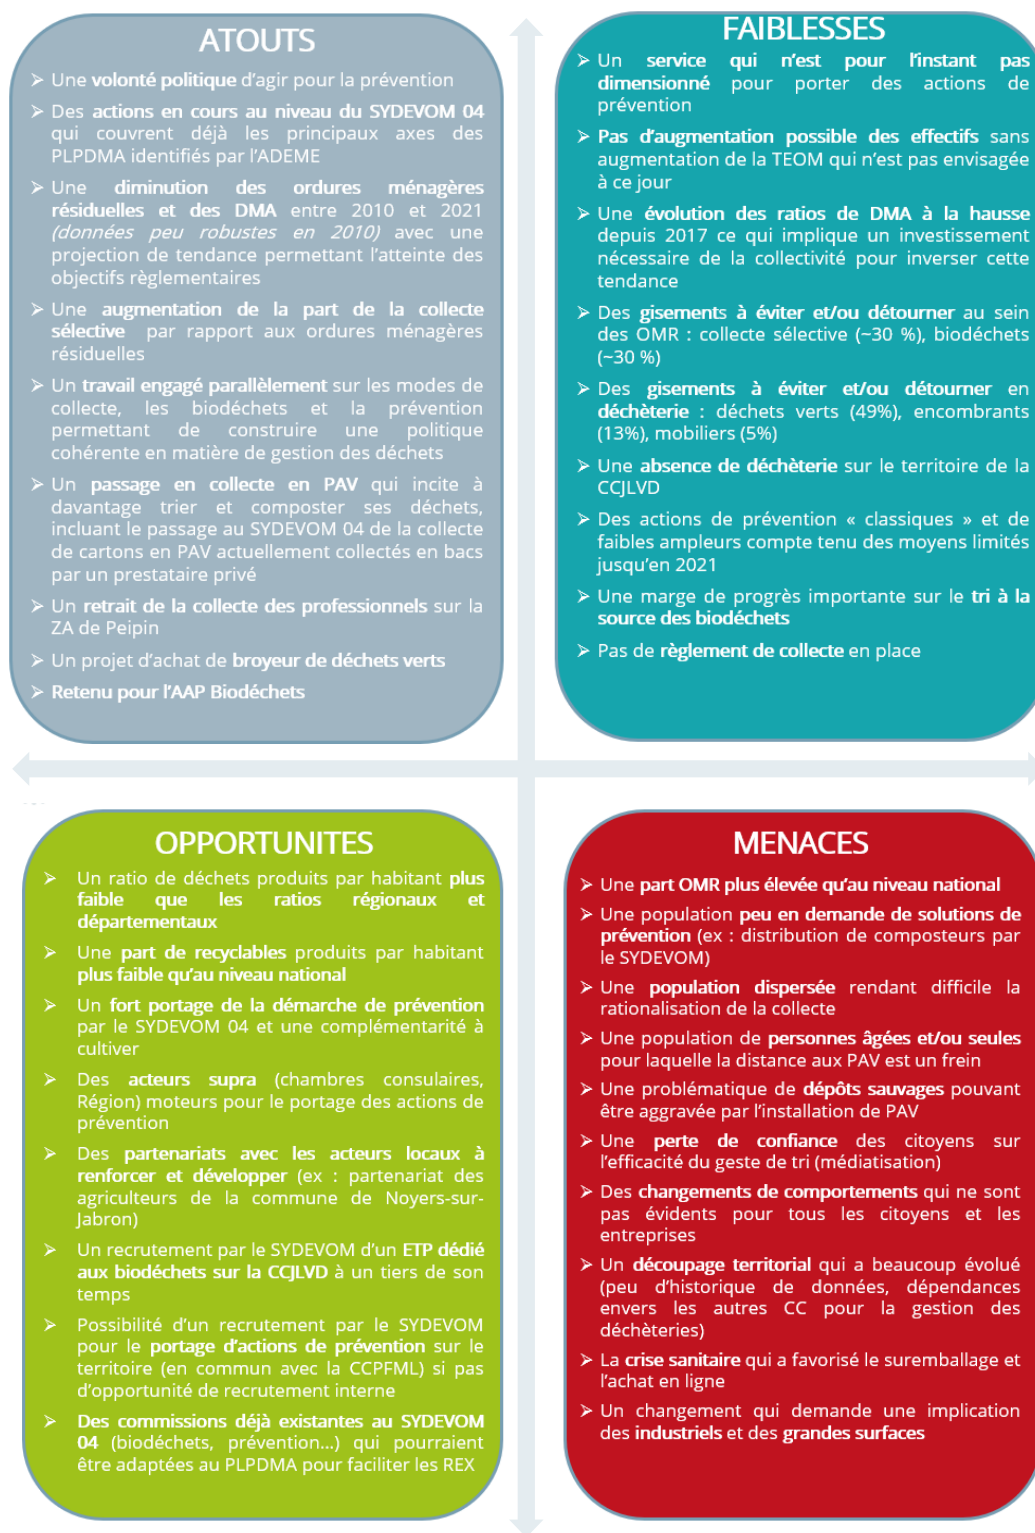 ATOUTS
➢ Une volonté politique d’agir pour la prévention
➢ Des actions en cours au niveau du SYDEVOM 04
qui couvrent déjà les principaux axes des
PLPDMA identifiés par l’ADEME
➢ Une diminution des ordures ménagères
résiduelles et des DMA entre 2010 et 2021
(données peu robustes en 2010) avec une
projection de tendance permettant l’atteinte des
objectifs règlementaires
➢ Une augmentation de la part de la collecte
sélective par rapport aux ordures ménagères
résiduelles
➢ Un travail engagé parallèlement sur les modes de
collecte, les biodéchets et la prévention
permettant de construire une politique
cohérente en matière de gestion des déchets
➢ Un passage en collecte en PAV qui incite à
davantage trier et composter ses déchets,
incluant le passage au SYDEVOM 04 de la collecte
de cartons en PAV actuellement collectés en bacs
par un prestataire privé
➢ Un retrait de la collecte des professionnels sur la
ZA de Peipin
➢ Un projet d’achat de broyeur de déchets verts
➢ Retenu pour l’AAP Biodéchets
FAIBLESSES
➢ Un service qui n’est pour l’instant pas
dimensionné pour porter des actions de
prévention
➢ Pas d’augmentation possible des effectifs sans
augmentation de la TEOM qui n’est pas envisagée
à ce jour
➢ Une évolution des ratios de DMA à la hausse
depuis 2017 ce qui implique un investissement
nécessaire de la collectivité pour inverser cette
tendance
➢ Des gisements à éviter et/ou détourner au sein
des OMR : collecte sélective (~30 %), biodéchets
(~30 %)
➢ Des gisements à éviter et/ou détourner en
déchèterie : déchets verts (49%), encombrants
(13%), mobiliers (5%)
➢ Une absence de déchèterie sur le territoire de la
CCJLVD
➢ Des actions de prévention « classiques » et de
faibles ampleurs compte tenu des moyens limités
jusqu’en 2021
➢ Une marge de progrès importante sur le tri à la
source des biodéchets
➢ Pas de règlement de collecte en place
OPPORTUNITES
➢ Un ratio de déchets produits par habitant plus
faible que les ratios régionaux et
départementaux
➢ Une part de recyclables produits par habitant
plus faible qu’au niveau national
➢ Un fort portage de la démarche de prévention
par le SYDEVOM 04 et une complémentarité à
cultiver
➢ Des acteurs supra (chambres consulaires,
Région) moteurs pour le portage des actions de
prévention
➢ Des partenariats avec les acteurs locaux à
renforcer et développer (ex : partenariat des
agriculteurs de la commune de Noyers-sur-
Jabron)
➢ Un recrutement par le SYDEVOM d’un ETP dédié
aux biodéchets sur la CCJLVD à un tiers de son
temps
➢ Possibilité d’un recrutement par le SYDEVOM
pour le portage d’actions de prévention sur le
territoire (en commun avec la CCPFML) si pas
d’opportunité de recrutement interne
➢ Des commissions déjà existantes au SYDEVOM
04 (biodéchets, prévention…) qui pourraient
être adaptées au PLPDMA pour faciliter les REX
MENACES
➢ Une part OMR plus élevée qu’au niveau national
➢ Une population peu en demande de solutions de
prévention (ex : distribution de composteurs par
le SYDEVOM)
➢ Une population dispersée rendant difficile la
rationalisation de la collecte
➢ Une population de personnes âgées et/ou seules
pour laquelle la distance aux PAV est un frein
➢ Une problématique de dépôts sauvages pouvant
être aggravée par l’installation de PAV
➢ Une perte de confiance des citoyens sur
l’efficacité du geste de tri (médiatisation)
➢ Des changements de comportements qui ne sont
pas évidents pour tous les citoyens et les
entreprises
➢ Un découpage territorial qui a beaucoup évolué
(peu d’historique de données, dépendances
envers les autres CC pour la gestion des
déchèteries)
➢ La crise sanitaire qui a favorisé le suremballage et
l’achat en ligne
➢ Un changement qui demande une implication
des industriels et des grandes surfaces